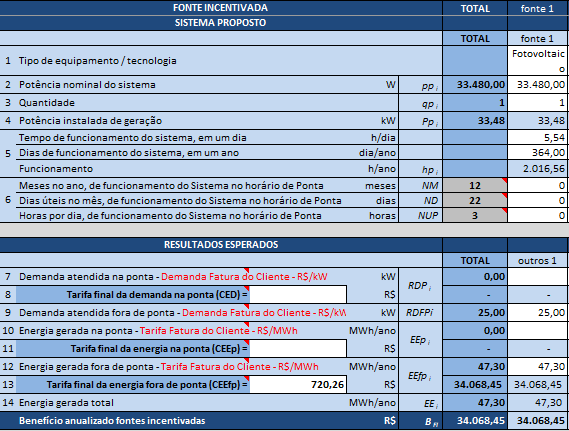 FONTE INCENTIVADA TOTAL fonte 1
SISTEMA PROPOSTO
TOTAL fonte 1
1 Tipo de equipamento / tecnologia Fotovoltaic
o
2 Potência nominal do sistema W pp i 33.480,00 33.480,00
3 Quantidade qp i 1 1
4 Potência instalada de geração kW Pp i 33,48 33,48
Tempo de funcionamento do sistema, em um dia h/dia 5,54
5 Dias de funcionamento do sistema, em um ano dia/ano 364,00
Funcionamento h/ano hp i 2.016,56
Meses no ano, de funcionamento do Sistema no horário de Ponta meses NM 12 0
6 Dias úteis no mês, de funcionamento do Sistema no horário de Ponta dias ND 22 0
Horas por dia, de funcionamento do Sistema no horário de Ponta horas NUP 3 0
RESULTADOS ESPERADOS
TOTAL outros 1
7 Demanda atendida na ponta - Demanda Fatura do Cliente - R$/kW kW RDP i 0,00
8 Tarifa final da demanda na ponta (CED) = R$ - -
9 Demanda atendida fora de ponta - Demanda Fatura do Cliente - R$/kW kW RDFPi 25,00 25,00
10 Energia gerada na ponta - Tarifa Fatura do Cliente - R$/MWh MWh/ano EEp i 0,00
11 Tarifa final da energia na ponta (CEEp) = R$ - -
12 Energia gerada fora de ponta - Tarifa Fatura do Cliente - R$/MWh MWh/ano EEfp i 47,30 47,30
13 Tarifa final da energia fora de ponta (CEEfp) = 720,26 R$ 34.068,45 34.068,45
14 Energia gerada total MWh/ano EE i 47,30 47,30
Benefício anualizado fontes incentivadas R$ B FI 34.068,45 34.068,45